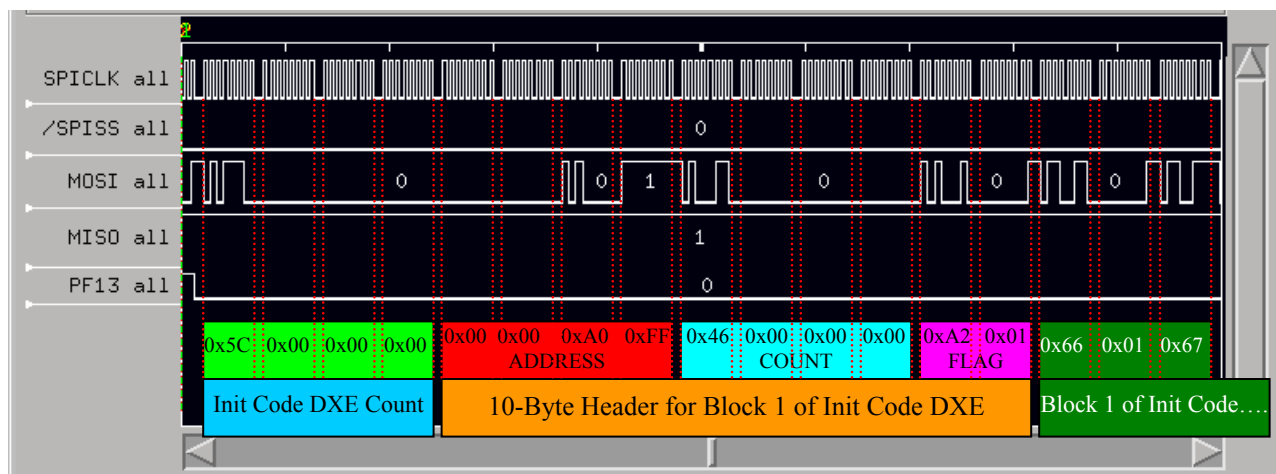 SPICLK all
/SPISS all 0
MOSI all 0 0 1 0 0 0
MISO all 1
PF13 all 0
0x5C 0x00 0x00 0x00 0x00 0x00 0xA0 0xFF 0x46 0x00 0x00 0x00 0xA2 0x01 0x66 0x01 0x67
ADDRESS COUNT FLAG
Init Code DXE Count 10-Byte Header for Block 1 of Init Code DXE Block 1 of Init Code….